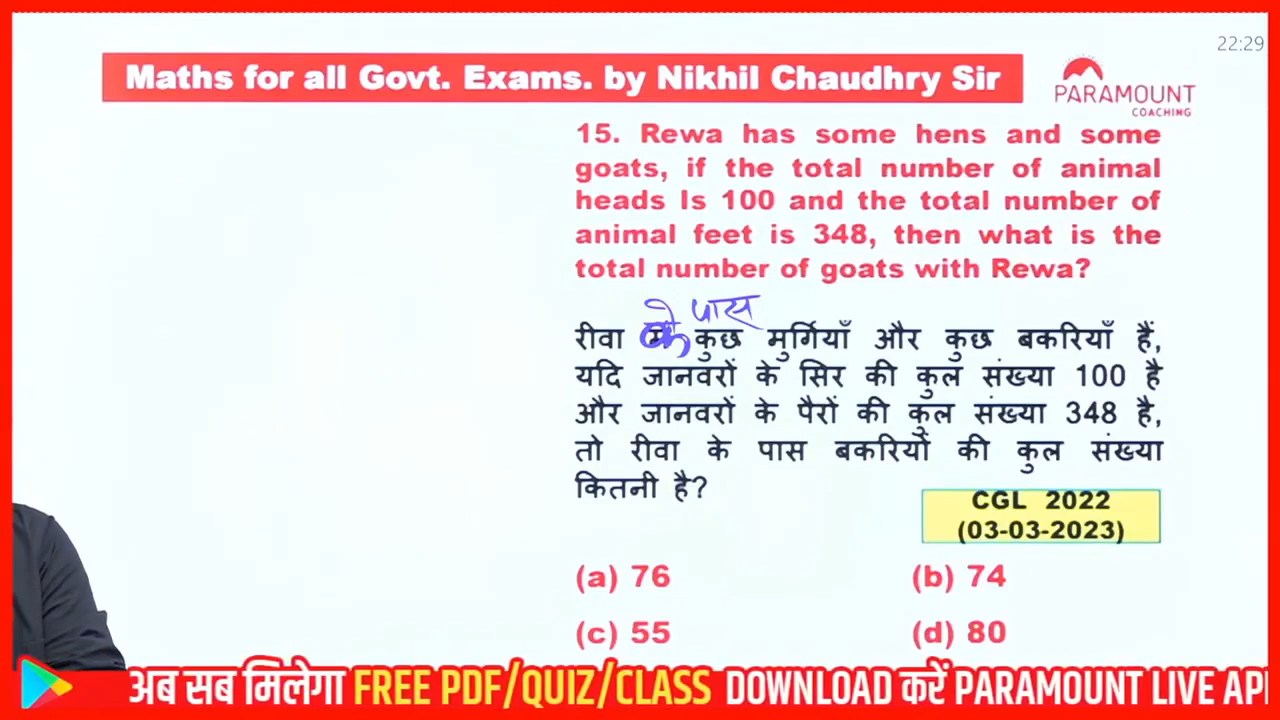 22:29
Maths for all Govt. Exams. by Nikhil Chaudhry Sir
PARAMOUNT
COACHING
15. Rewa has some hens and some
goats, if the total number of animal
heads Is 100 and the total number of
animal feet is 348, then what is the
total number of goats with Rewa?
के पास
रीवा कुछ मुर्गियाँ और कुछ बकरियाँ हैं,
यदि जानवरों के सिर की कुल संख्या 100 है
और जानवरों के पैरों की कुल संख्या 348 है,
तो रीवा के पास बकरियों की कुल संख्या
कितनी है?
CGL 2022
(03-03-2023)
(a) 76 (b) 74
(c) 55 (d) 80
अब सब मिलेगा FREE PDF/QUIZ/CLASS DOWNLOAD करें PARAMOUNT LIVE